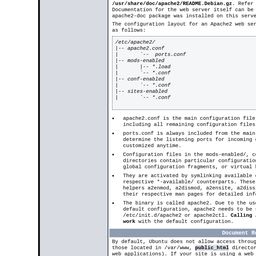 /usr/share/doc/apache2/README.Debian.gz. Refer
Documentation for the web server itself can be
apache2-doc package was installed on this serve
The configuration layout for an Apache2 web ser
as follows:
/etc/apache2/
|-- apache2.conf
|       `--  ports.conf
|-- mods-enabled
|       |-- *.load
|       `-- *.conf
|-- conf-enabled
|       `-- *.conf
|-- sites-enabled
|       `-- *.conf
apache2.conf is the main configuration file
including all remaining configuration files
ports.conf is always included from the main
determine the listening ports for incoming
customized anytime.
Configuration files in the mods-enabled/, c
directories contain particular configuration
global configuration fragments, or virtual
They are activated by symlinking available
respective *-available/ counterparts. These
helpers a2enmod, a2dismod, a2ensite, a2diss
their respective man pages for detailed inf
The binary is called apache2. Due to the us
default configuration, apache2 needs to be
/etc/init.d/apache2 or apache2ctl. Calling
work with the default configuration.
Document R
By default, Ubuntu does not allow access throug
those located in /var/www, public_html director
web applications). If your site is using a web